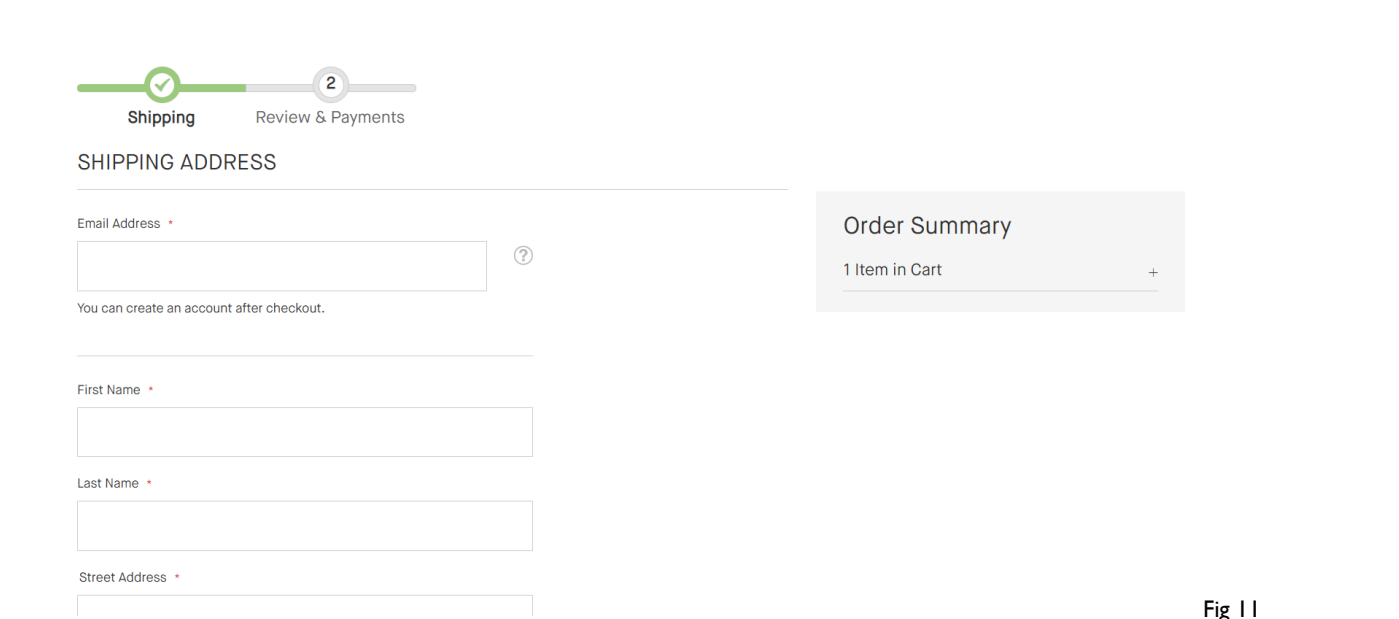 2
Shipping
Review & Payments
SHIPPING ADDRESS
Email Address *
?
You can create an account after checkout.
First Name *
Last Name *
Street Address *
Order Summary
1 Item in Cart +
Fig 11